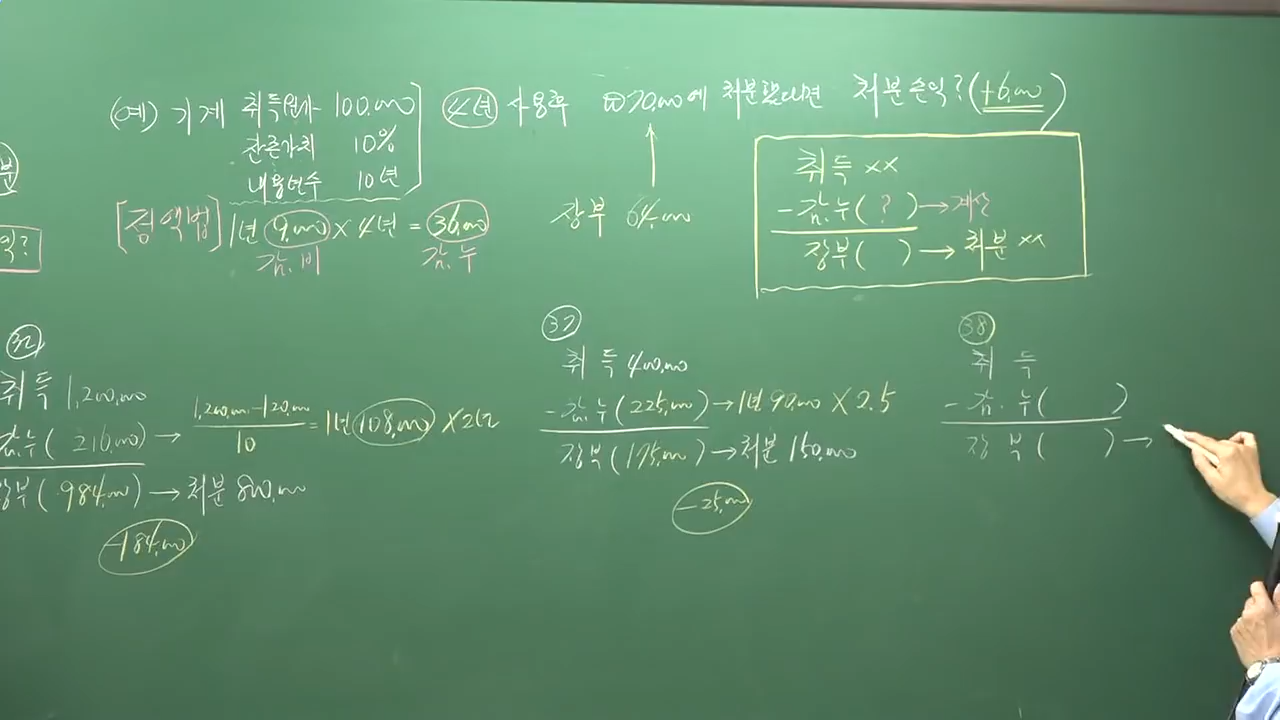 (예) 기계 취득원가 100,000 4년 사용후 ₩70,000에 처분했다면 처분손익? (+6,000)
잔존가치 10%
내용년수 10년
[정액법] 1년 9,000 × 4년 = 36,000
감.비 감.누
장부 64,000
취득 ××
-감.누( ? ) → 계산
장부( ) → 처분 ××
분
익?
32
취득 1,200,000
감.누( 216,000) → 1,200,000-120,000 / 10 = 1년 108,000 × 2년
장부( 984,000) → 처분 800,000
-184,000
37
취득 400,000
-감.누(225,000) → 1년 90,000 × 2.5
장부(175,000) → 처분 150,000
-25,000
38
취득
-감.누( )
장부( ) →